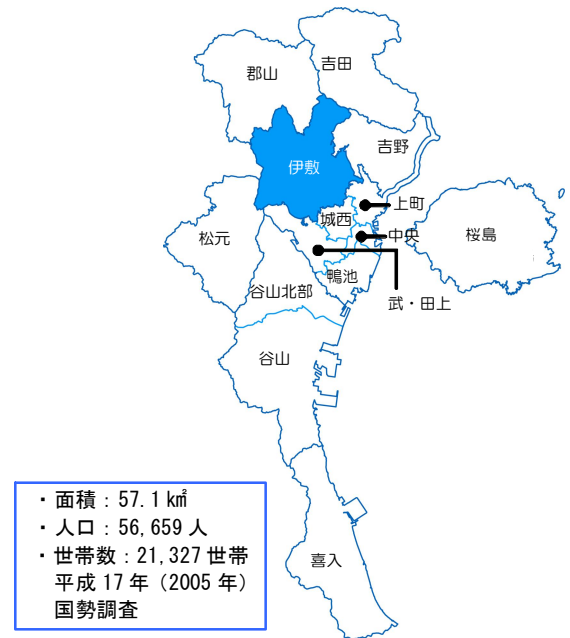 吉田
郡山
吉野
伊敷
上町
城西
中央
松元
桜島
鴨池
谷山北部
武・田上
谷山
・面積：57.1㎢
・人口：56,659人
・世帯数：21,327世帯
平成17年（2005年）
国勢調査
喜入